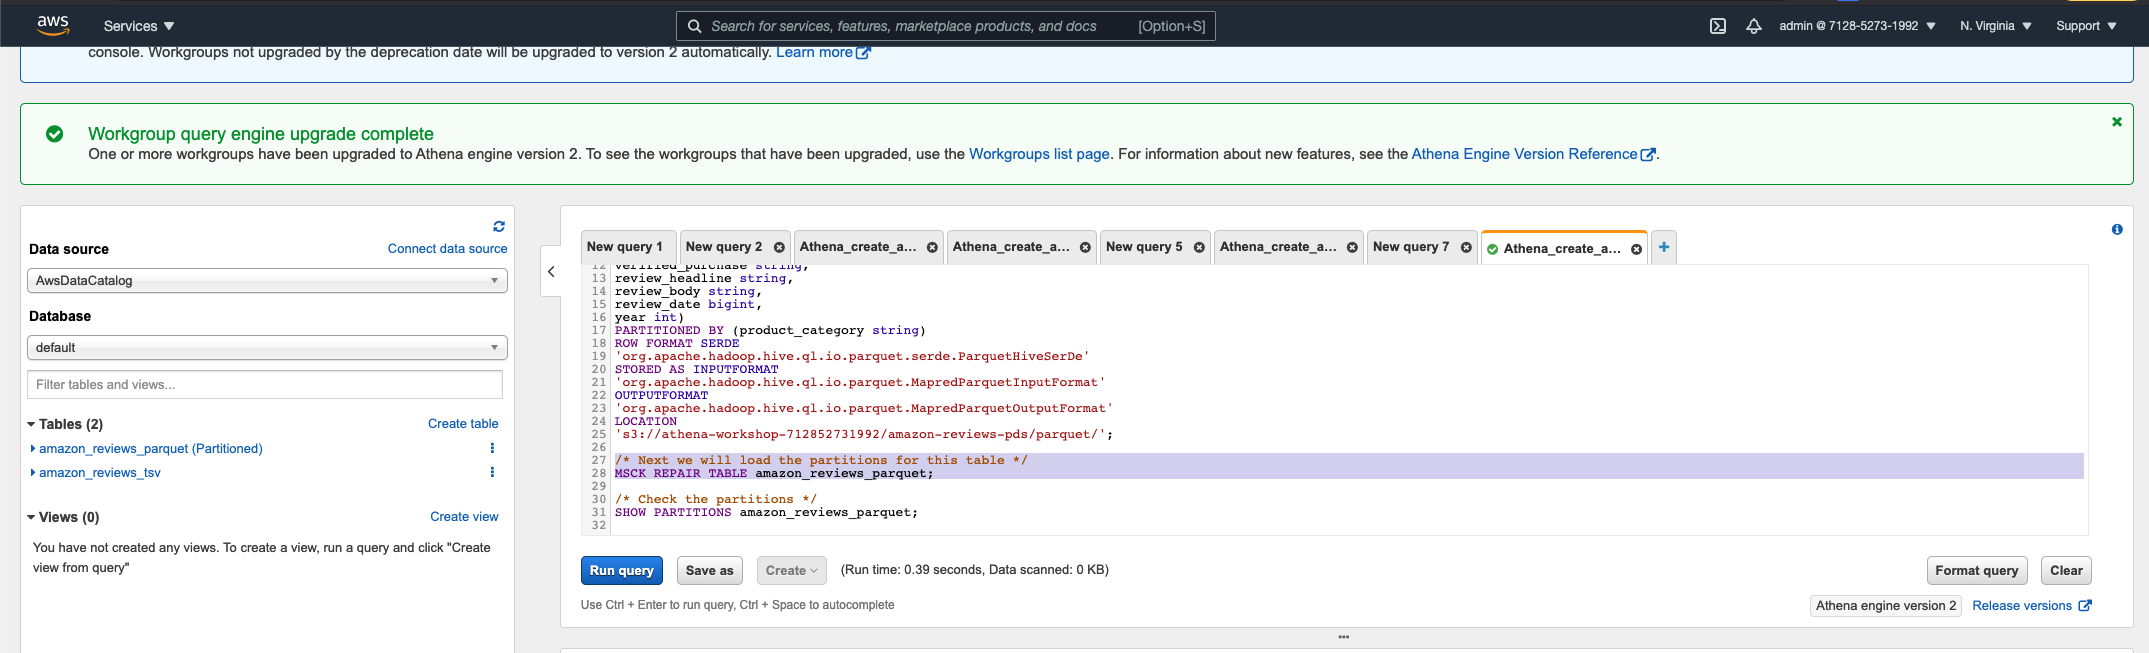 aws Services Search for services, features, marketplace products, and docs [Option+S] admin @ 7128-5273-1992 N. Virginia Support
console. Workgroups not upgraded by the deprecation date will be upgraded to version 2 automatically. Learn more
Workgroup query engine upgrade complete
One or more workgroups have been upgraded to Athena engine version 2. To see the workgroups that have been upgraded, use the Workgroups list page. For information about new features, see the Athena Engine Version Reference.
Data source Connect data source
AwsDataCatalog
Database
default
Filter tables and views...
Tables (2) Create table
amazon_reviews_parquet (Partitioned)
amazon_reviews_tsv
Views (0) Create view
You have not created any views. To create a view, run a query and click "Create
view from query"
New query 1 New query 2 Athena_create_a... Athena_create_a... New query 5 Athena_create_a... New query 7 Athena_create_a...
12 verified_purchase string,
13 review_headline string,
14 review_body string,
15 review_date bigint,
16 year int)
17 PARTITIONED BY (product_category string)
18 ROW FORMAT SERDE
19 'org.apache.hadoop.hive.ql.io.parquet.serde.ParquetHiveSerDe'
20 STORED AS INPUTFORMAT
21 'org.apache.hadoop.hive.ql.io.parquet.MapredParquetInputFormat'
22 OUTPUTFORMAT
23 'org.apache.hadoop.hive.ql.io.parquet.MapredParquetOutputFormat'
24 LOCATION
25 's3://athena-workshop-712852731992/amazon-reviews-pds/parquet/';
26
27 /* Next we will load the partitions for this table */
28 MSCK REPAIR TABLE amazon_reviews_parquet;
29
30 /* Check the partitions */
31 SHOW PARTITIONS amazon_reviews_parquet;
32
Run query Save as Create (Run time: 0.39 seconds, Data scanned: 0 KB) Format query Clear
Use Ctrl + Enter to run query, Ctrl + Space to autocomplete Athena engine version 2 Release versions